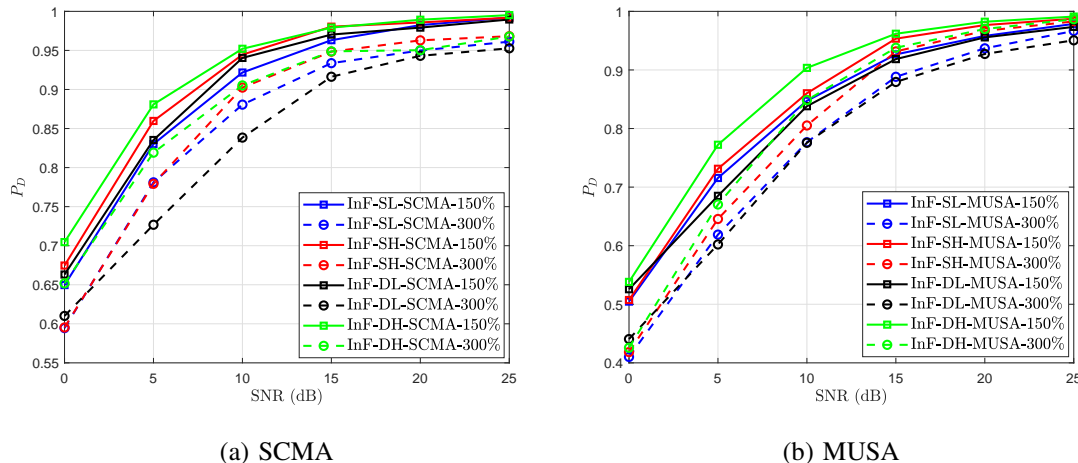 1
0.95
0.9
0.85
0.8
0.75
0.7
0.65
0.6
0.55
P_D
0 5 10 15 20 25
SNR (dB)
InF-SL-SCMA-150%
InF-SL-SCMA-300%
InF-SH-SCMA-150%
InF-SH-SCMA-300%
InF-DL-SCMA-150%
InF-DL-SCMA-300%
InF-DH-SCMA-150%
InF-DH-SCMA-300%
(a) SCMA
1
0.9
0.8
0.7
0.6
0.5
0.4
P_D
0 5 10 15 20 25
SNR (dB)
InF-SL-MUSA-150%
InF-SL-MUSA-300%
InF-SH-MUSA-150%
InF-SH-MUSA-300%
InF-DL-MUSA-150%
InF-DL-MUSA-300%
InF-DH-MUSA-150%
InF-DH-MUSA-300%
(b) MUSA